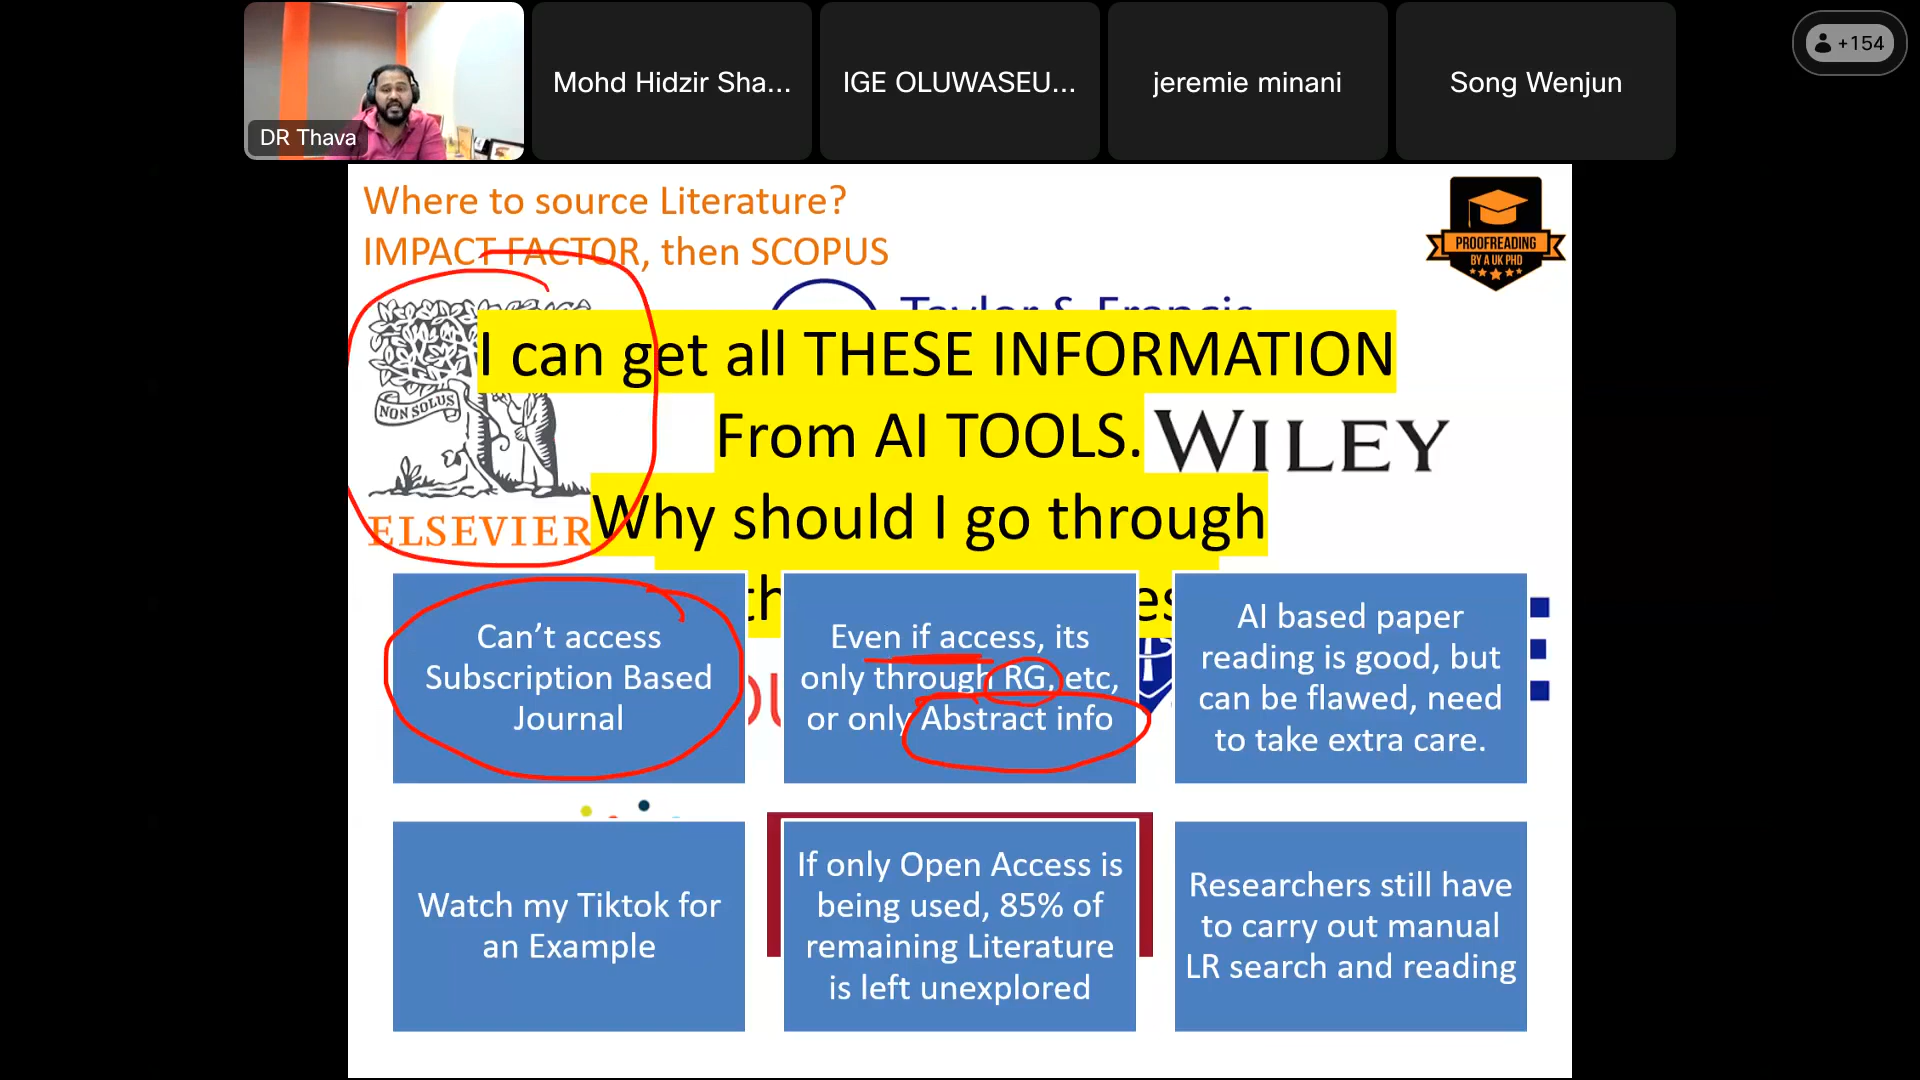 Mohd Hidzir Sha...
IGE OLUWASEU...
jeremie minani
Song Wenjun
+154
DR Thava
Where to source Literature?
IMPACT FACTOR, then SCOPUS
PROOFREADING
BY A UK PHD
Taylor & Francis
I can get all THESE INFORMATION
From AI TOOLS.
Why should I go through
NON SOLUS
ELSEVIER
WILEY
Can't access
Subscription Based
Journal
Even if access, its
only through RG, etc,
or only Abstract info
AI based paper
reading is good, but
can be flawed, need
to take extra care.
Watch my Tiktok for
an Example
If only Open Access is
being used, 85% of
remaining Literature
is left unexplored
Researchers still have
to carry out manual
LR search and reading